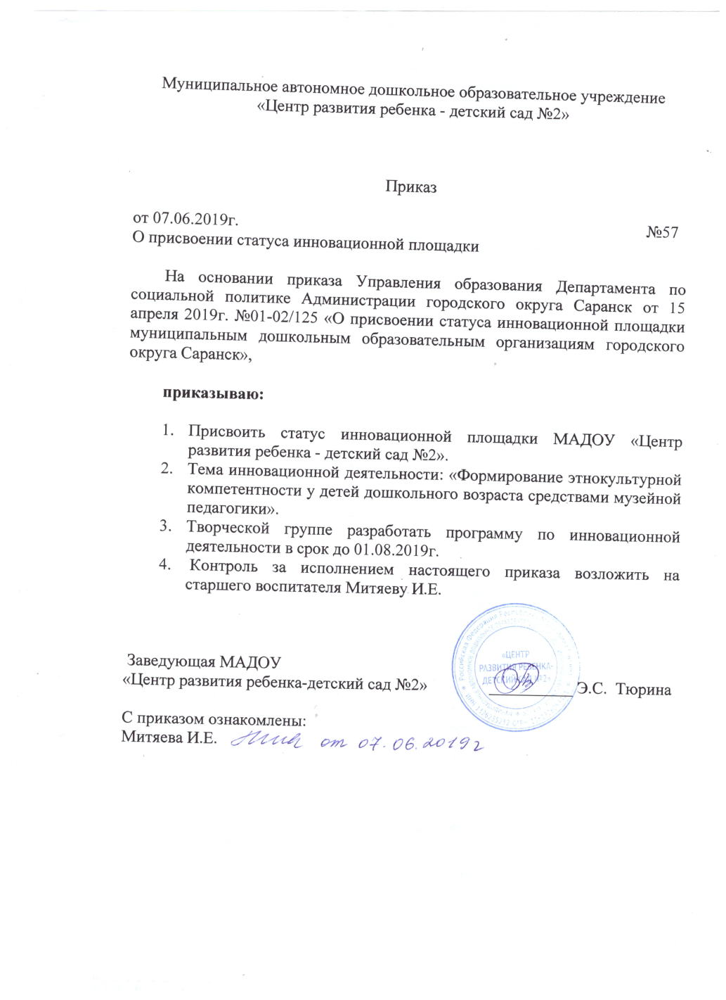 Муниципальное автономное дошкольное образовательное учреждение
«Центр развития ребенка - детский сад №2»
Приказ
от 07.06.2019г.
№57
О присвоении статуса инновационной площадки
На основании приказа Управления образования Департамента по
социальной политике Администрации городского округа Саранск от 15
апреля 2019г. №01-02/125 «О присвоении статуса инновационной площадки
муниципальным дошкольным образовательным организациям городского
округа Саранск»,
приказываю:
1. Присвоить статус инновационной площадки МАДОУ «Центр
развития ребенка - детский сад №2».
2. Тема инновационной деятельности: «Формирование этнокультурной
компетентности у детей дошкольного возраста средствами музейной
педагогики».
3. Творческой группе разработать программу по инновационной
деятельности в срок до 01.08.2019г.
4. Контроль за исполнением настоящего приказа возложить на
старшего воспитателя Митяеву И.Е.
«ЦЕНТР
РАЗВИТИЯ РЕБЕНКА-
ДЕТСКИЙ САД №2»
Российская Федерация
Заведующая МАДОУ
«Центр развития ребенка-детский сад №2» Э.С. Тюрина
С приказом ознакомлены:
Митяева И.Е. от 07.06.2019г